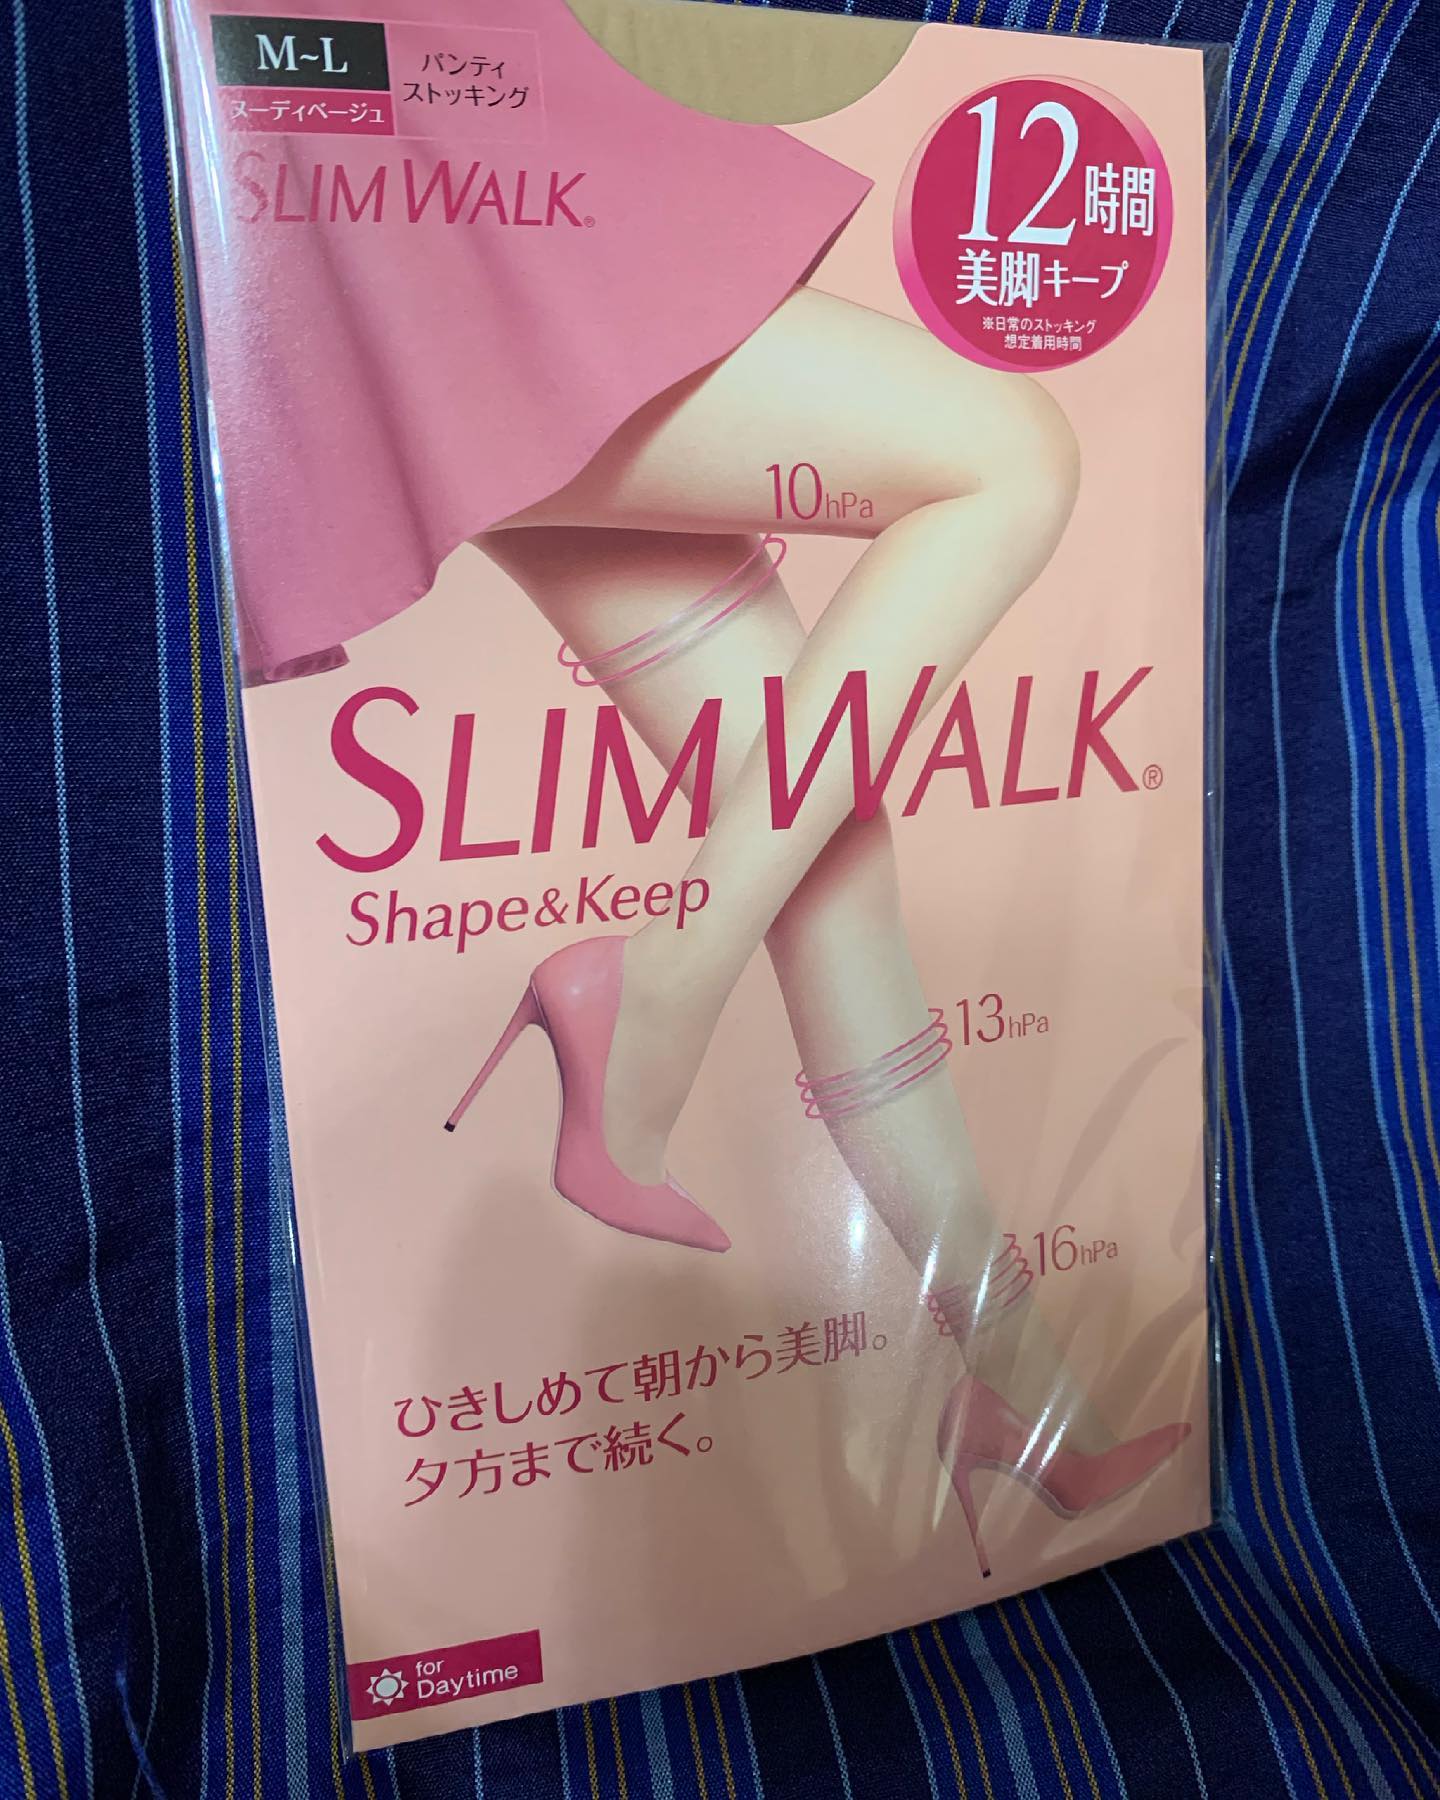 M~L
ヌーディベージュ
パンティ
ストッキング
SLIM WALK®
12時間
美脚キープ
※日常のストッキング
想定着用時間
10hPa
SLIM WALK®
Shape&Keep
13hPa
16hPa
ひきしめて朝から美脚。
夕方まで続く。
for
Daytime